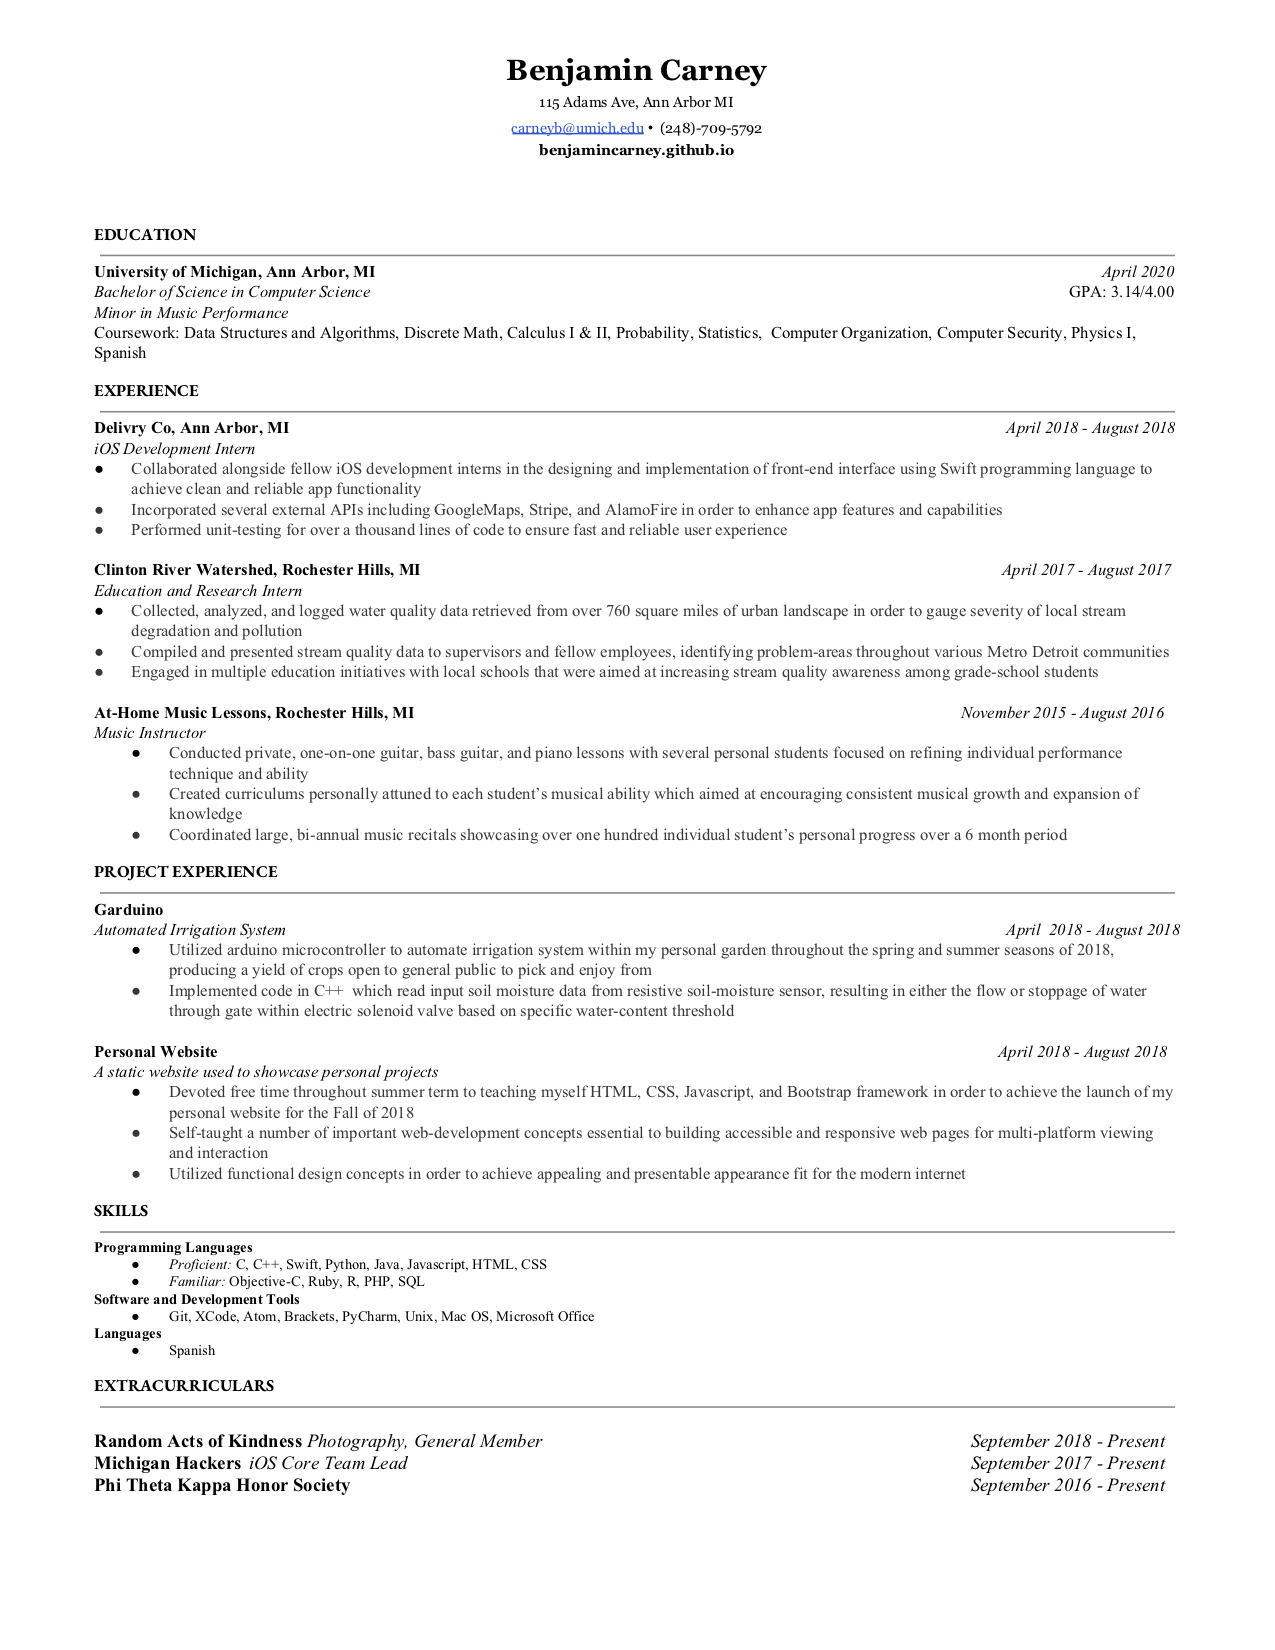 Benjamin Carney
115 Adams Ave, Ann Arbor MI
carneyb@umich.edu • (248)-709-5792
benjamincarney.github.io
EDUCATION
University of Michigan, Ann Arbor, MI April 2020
Bachelor of Science in Computer Science GPA: 3.14/4.00
Minor in Music Performance
Coursework: Data Structures and Algorithms, Discrete Math, Calculus I & II, Probability, Statistics, Computer Organization, Computer Security, Physics I,
Spanish
EXPERIENCE
Delivry Co, Ann Arbor, MI April 2018 - August 2018
iOS Development Intern
● Collaborated alongside fellow iOS development interns in the designing and implementation of front-end interface using Swift programming language to
achieve clean and reliable app functionality
● Incorporated several external APIs including GoogleMaps, Stripe, and AlamoFire in order to enhance app features and capabilities
● Performed unit-testing for over a thousand lines of code to ensure fast and reliable user experience
Clinton River Watershed, Rochester Hills, MI April 2017 - August 2017
Education and Research Intern
● Collected, analyzed, and logged water quality data retrieved from over 760 square miles of urban landscape in order to gauge severity of local stream
degradation and pollution
● Compiled and presented stream quality data to supervisors and fellow employees, identifying problem-areas throughout various Metro Detroit communities
● Engaged in multiple education initiatives with local schools that were aimed at increasing stream quality awareness among grade-school students
At-Home Music Lessons, Rochester Hills, MI November 2015 - August 2016
Music Instructor
● Conducted private, one-on-one guitar, bass guitar, and piano lessons with several personal students focused on refining individual performance
technique and ability
● Created curriculums personally attuned to each student’s musical ability which aimed at encouraging consistent musical growth and expansion of
knowledge
● Coordinated large, bi-annual music recitals showcasing over one hundred individual student’s personal progress over a 6 month period
PROJECT EXPERIENCE
Garduino
Automated Irrigation System April 2018 - August 2018
● Utilized arduino microcontroller to automate irrigation system within my personal garden throughout the spring and summer seasons of 2018,
producing a yield of crops open to general public to pick and enjoy from
● Implemented code in C++ which read input soil moisture data from resistive soil-moisture sensor, resulting in either the flow or stoppage of water
through gate within electric solenoid valve based on specific water-content threshold
Personal Website April 2018 - August 2018
A static website used to showcase personal projects
● Devoted free time throughout summer term to teaching myself HTML, CSS, Javascript, and Bootstrap framework in order to achieve the launch of my
personal website for the Fall of 2018
● Self-taught a number of important web-development concepts essential to building accessible and responsive web pages for multi-platform viewing
and interaction
● Utilized functional design concepts in order to achieve appealing and presentable appearance fit for the modern internet
SKILLS
Programming Languages
● Proficient: C, C++, Swift, Python, Java, Javascript, HTML, CSS
● Familiar: Objective-C, Ruby, R, PHP, SQL
Software and Development Tools
● Git, XCode, Atom, Brackets, PyCharm, Unix, Mac OS, Microsoft Office
Languages
● Spanish
EXTRACURRICULARS
Random Acts of Kindness Photography, General Member September 2018 - Present
Michigan Hackers iOS Core Team Lead September 2017 - Present
Phi Theta Kappa Honor Society September 2016 - Present